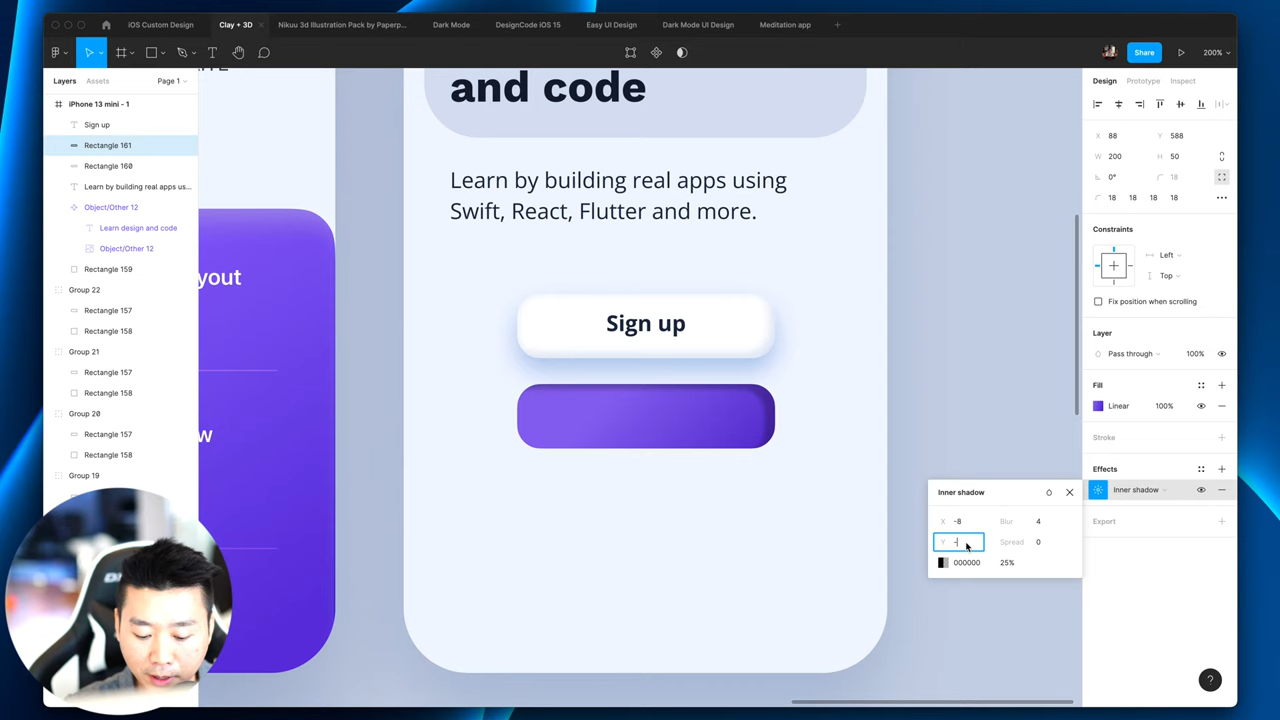 iOS Custom Design
Clay + 3D
Nikuu 3d Illustration Pack by Paperp...
Dark Mode
DesignCode iOS 15
Easy UI Design
Dark Mode UI Design
Meditation app
Share
200%
Layers
Assets
Page 1
iPhone 13 mini - 1
Sign up
Rectangle 161
Rectangle 160
Learn by building real apps us...
Object/Other 12
Learn design and code
Object/Other 12
Rectangle 159
Group 22
Rectangle 157
Rectangle 158
Group 21
Rectangle 157
Rectangle 158
Group 20
Rectangle 157
Rectangle 158
Group 19
yout
w
and code
Learn by building real apps using
Swift, React, Flutter and more.
Sign up
Inner shadow
X -8 Blur 4
Y - Spread 0
000000 25%
Design
Prototype
Inspect
X 88 Y 588
W 200 H 50
0° 18
18 18 18 18
Constraints
Left
Top
Fix position when scrolling
Layer
Pass through 100%
Fill
Linear 100%
Stroke
Effects
Inner shadow
Export
?